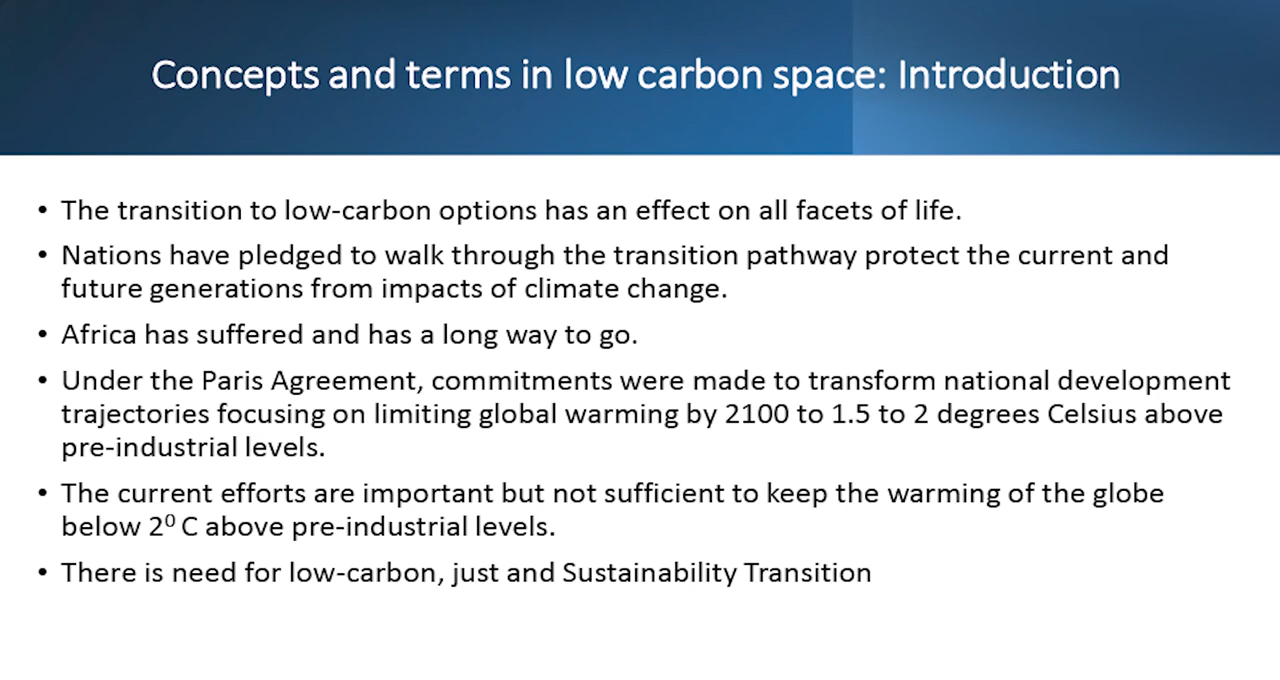 Concepts and terms in low carbon space: Introduction
• The transition to low-carbon options has an effect on all facets of life.
• Nations have pledged to walk through the transition pathway protect the current and
future generations from impacts of climate change.
• Africa has suffered and has a long way to go.
• Under the Paris Agreement, commitments were made to transform national development
trajectories focusing on limiting global warming by 2100 to 1.5 to 2 degrees Celsius above
pre-industrial levels.
• The current efforts are important but not sufficient to keep the warming of the globe
below 2⁰ C above pre-industrial levels.
• There is need for low-carbon, just and Sustainability Transition